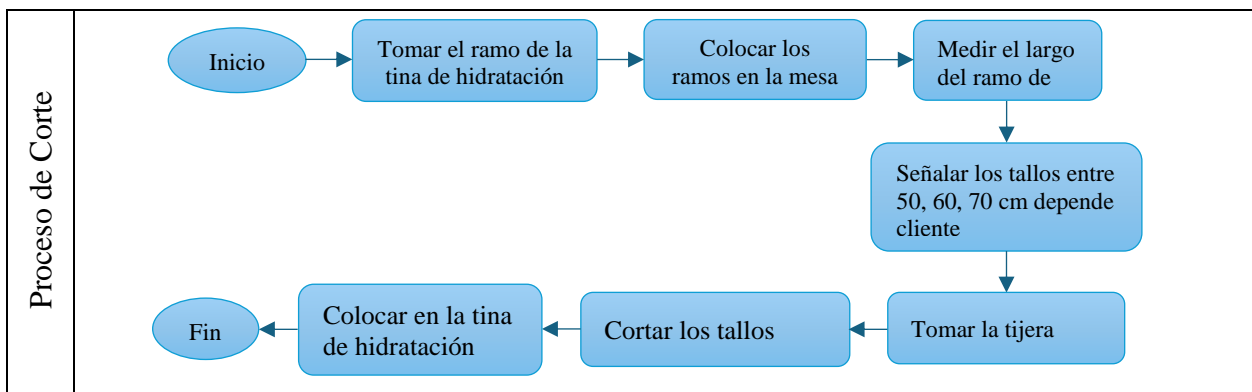 Proceso de Corte
Inicio
Tomar el ramo de la
tina de hidratación
Colocar los
ramos en la mesa
Medir el largo
del ramo de
Señalar los tallos entre
50, 60, 70 cm depende
cliente
Tomar la tijera
Cortar los tallos
Colocar en la tina
de hidratación
Fin